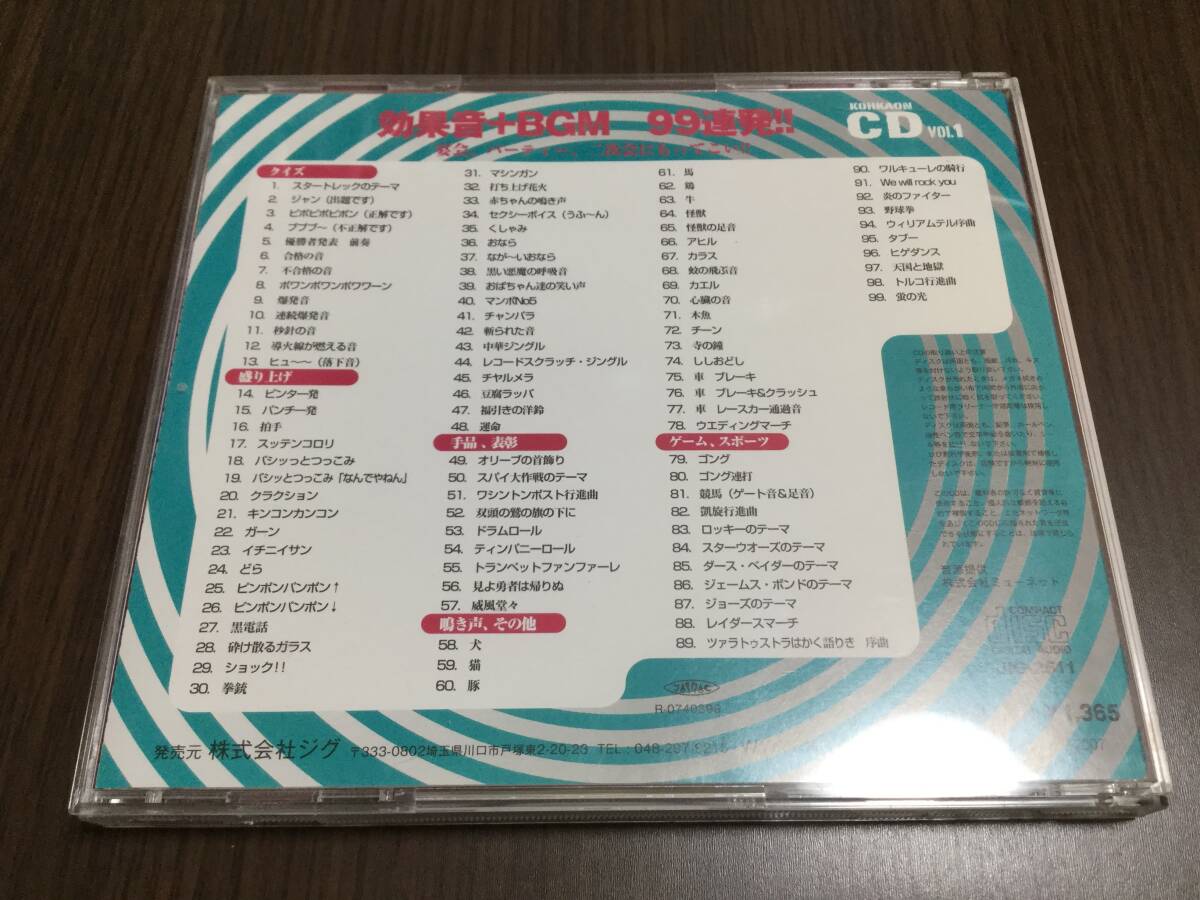 効果音+BGM 99連発!!
KOHKAON
CD VOL.1
クイズ
1. スタートレックのテーマ
2. ジャン(出題です)
3. ピポピポピポン(正解です)
4. ブブブ〜(不正解です)
5. 優勝者発表 前奏
6. 合格の音
7. 不合格の音
8. ポワンポワンポワワーン
9. 爆発音
10. 連続爆発音
11. 秒針の音
12. 導火線が燃える音
13. ヒュ〜〜(落下音)
盛り上げ
14. ビンタ一発
15. パンチ一発
16. 拍手
17. スッテンコロリ
18. バシッっとつっこみ
19. バシッとつっこみ「なんでやねん」
20. クラクション
21. キンコンカンコン
22. ガーン
23. イチニイサン
24. どら
25. ピンポンパンポン↑
26. ピンポンパンポン↓
27. 黒電話
28. 砕け散るガラス
29. ショック!!
30. 拳銃
31. マシンガン
32. 打ち上げ花火
33. 赤ちゃんの鳴き声
34. セクシーボイス(うふ〜ん)
35. くしゃみ
36. おなら
37. なが〜いおなら
38. 黒い悪魔の呼吸音
39. おばちゃん達の笑い声
40. マンボNo5
41. チャンバラ
42. 斬られた音
43. 中華ジングル
44. レコードスクラッチ・ジングル
45. チャルメラ
46. 豆腐ラッパ
47. 福引きの洋鈴
48. 運命
手品、表彰
49. オリーブの首飾り
50. スパイ大作戦のテーマ
51. ワシントンポスト行進曲
52. 双頭の鷲の旗の下に
53. ドラムロール
54. ティンパニーロール
55. トランペットファンファーレ
56. 見よ勇者は帰りぬ
57. 威風堂々
鳴き声、その他
58. 犬
59. 猫
60. 豚
61. 馬
62. 鶏
63. 牛
64. 怪獣
65. 怪獣の足音
66. アヒル
67. カラス
68. 蚊の飛ぶ音
69. カエル
70. 心臓の音
71. 木魚
72. チーン
73. 寺の鐘
74. ししおどし
75. 車 ブレーキ
76. 車 ブレーキ&クラッシュ
77. 車 レースカー通過音
78. ウエディングマーチ
ゲーム、スポーツ
79. ゴング
80. ゴング連打
81. 競馬(ゲート音&足音)
82. 凱旋行進曲
83. ロッキーのテーマ
84. スターウオーズのテーマ
85. ダース・ベイダーのテーマ
86. ジェームス・ボンドのテーマ
87. ジョーズのテーマ
88. レイダースマーチ
89. ツァラトゥストラはかく語りき 序曲
90. ワルキューレの騎行
91. We will rock you
92. 炎のファイター
93. 野球拳
94. ウィリアムテル序曲
95. タブー
96. ヒゲダンス
97. 天国と地獄
98. トルコ行進曲
99. 蛍の光
音源提供
株式会社ミューネット
COMPACT
DISC
DIGITAL AUDIO
JASRAC
1,365
発売元 株式会社ジグ 〒333-0802埼玉県川口市戸塚東2-20-23 TEL: